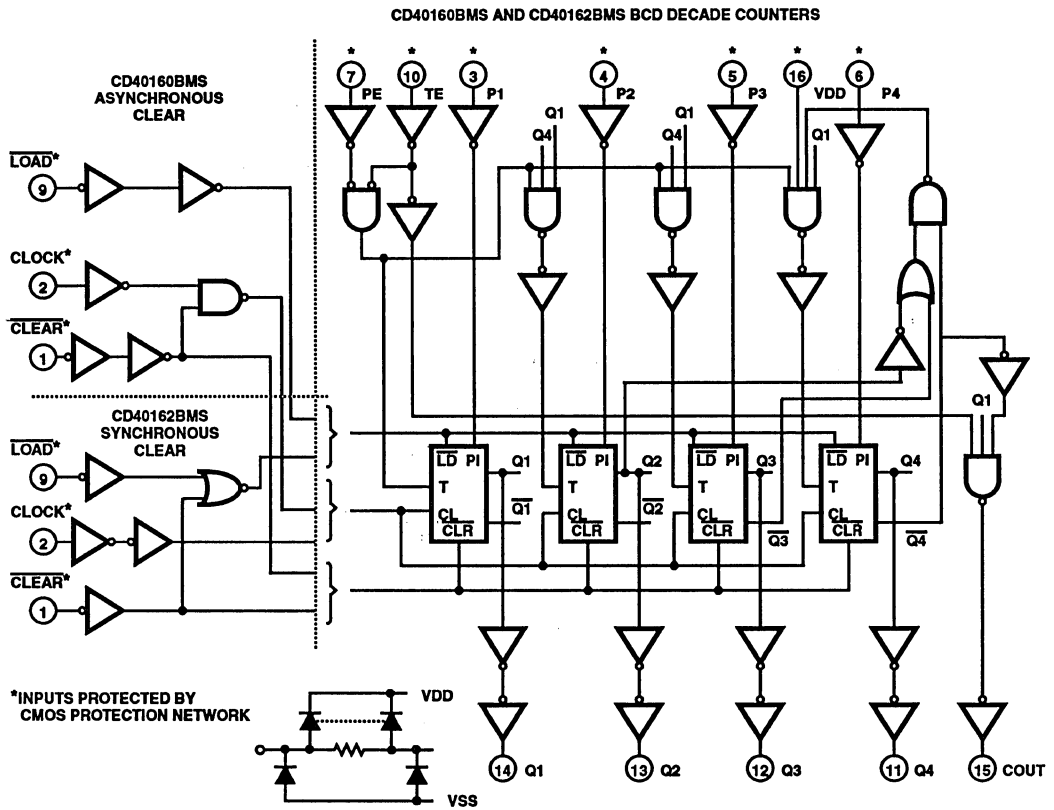 CD40160BMS AND CD40162BMS BCD DECADE COUNTERS
* * * * * * *
7 10 3 4 5 16 6
PE TE P1 P2 P3 VDD P4
CD40160BMS
ASYNCHRONOUS
CLEAR
Q1 Q1
Q4 Q4 Q1
LOAD*
9
CLOCK*
2
CLEAR*
1
CD40162BMS
SYNCHRONOUS
CLEAR
Q1
LOAD*
9
LD PI Q1 LD PI Q2 LD PI Q3 LD PI Q4
T T T T
Q1 Q2 Q3 Q4
CLOCK*
2
CL CL CL CL
CLR CLR CLR CLR
CLEAR*
1
*INPUTS PROTECTED BY
CMOS PROTECTION NETWORK
VDD
VSS
14 Q1 13 Q2 12 Q3 11 Q4 15 COUT